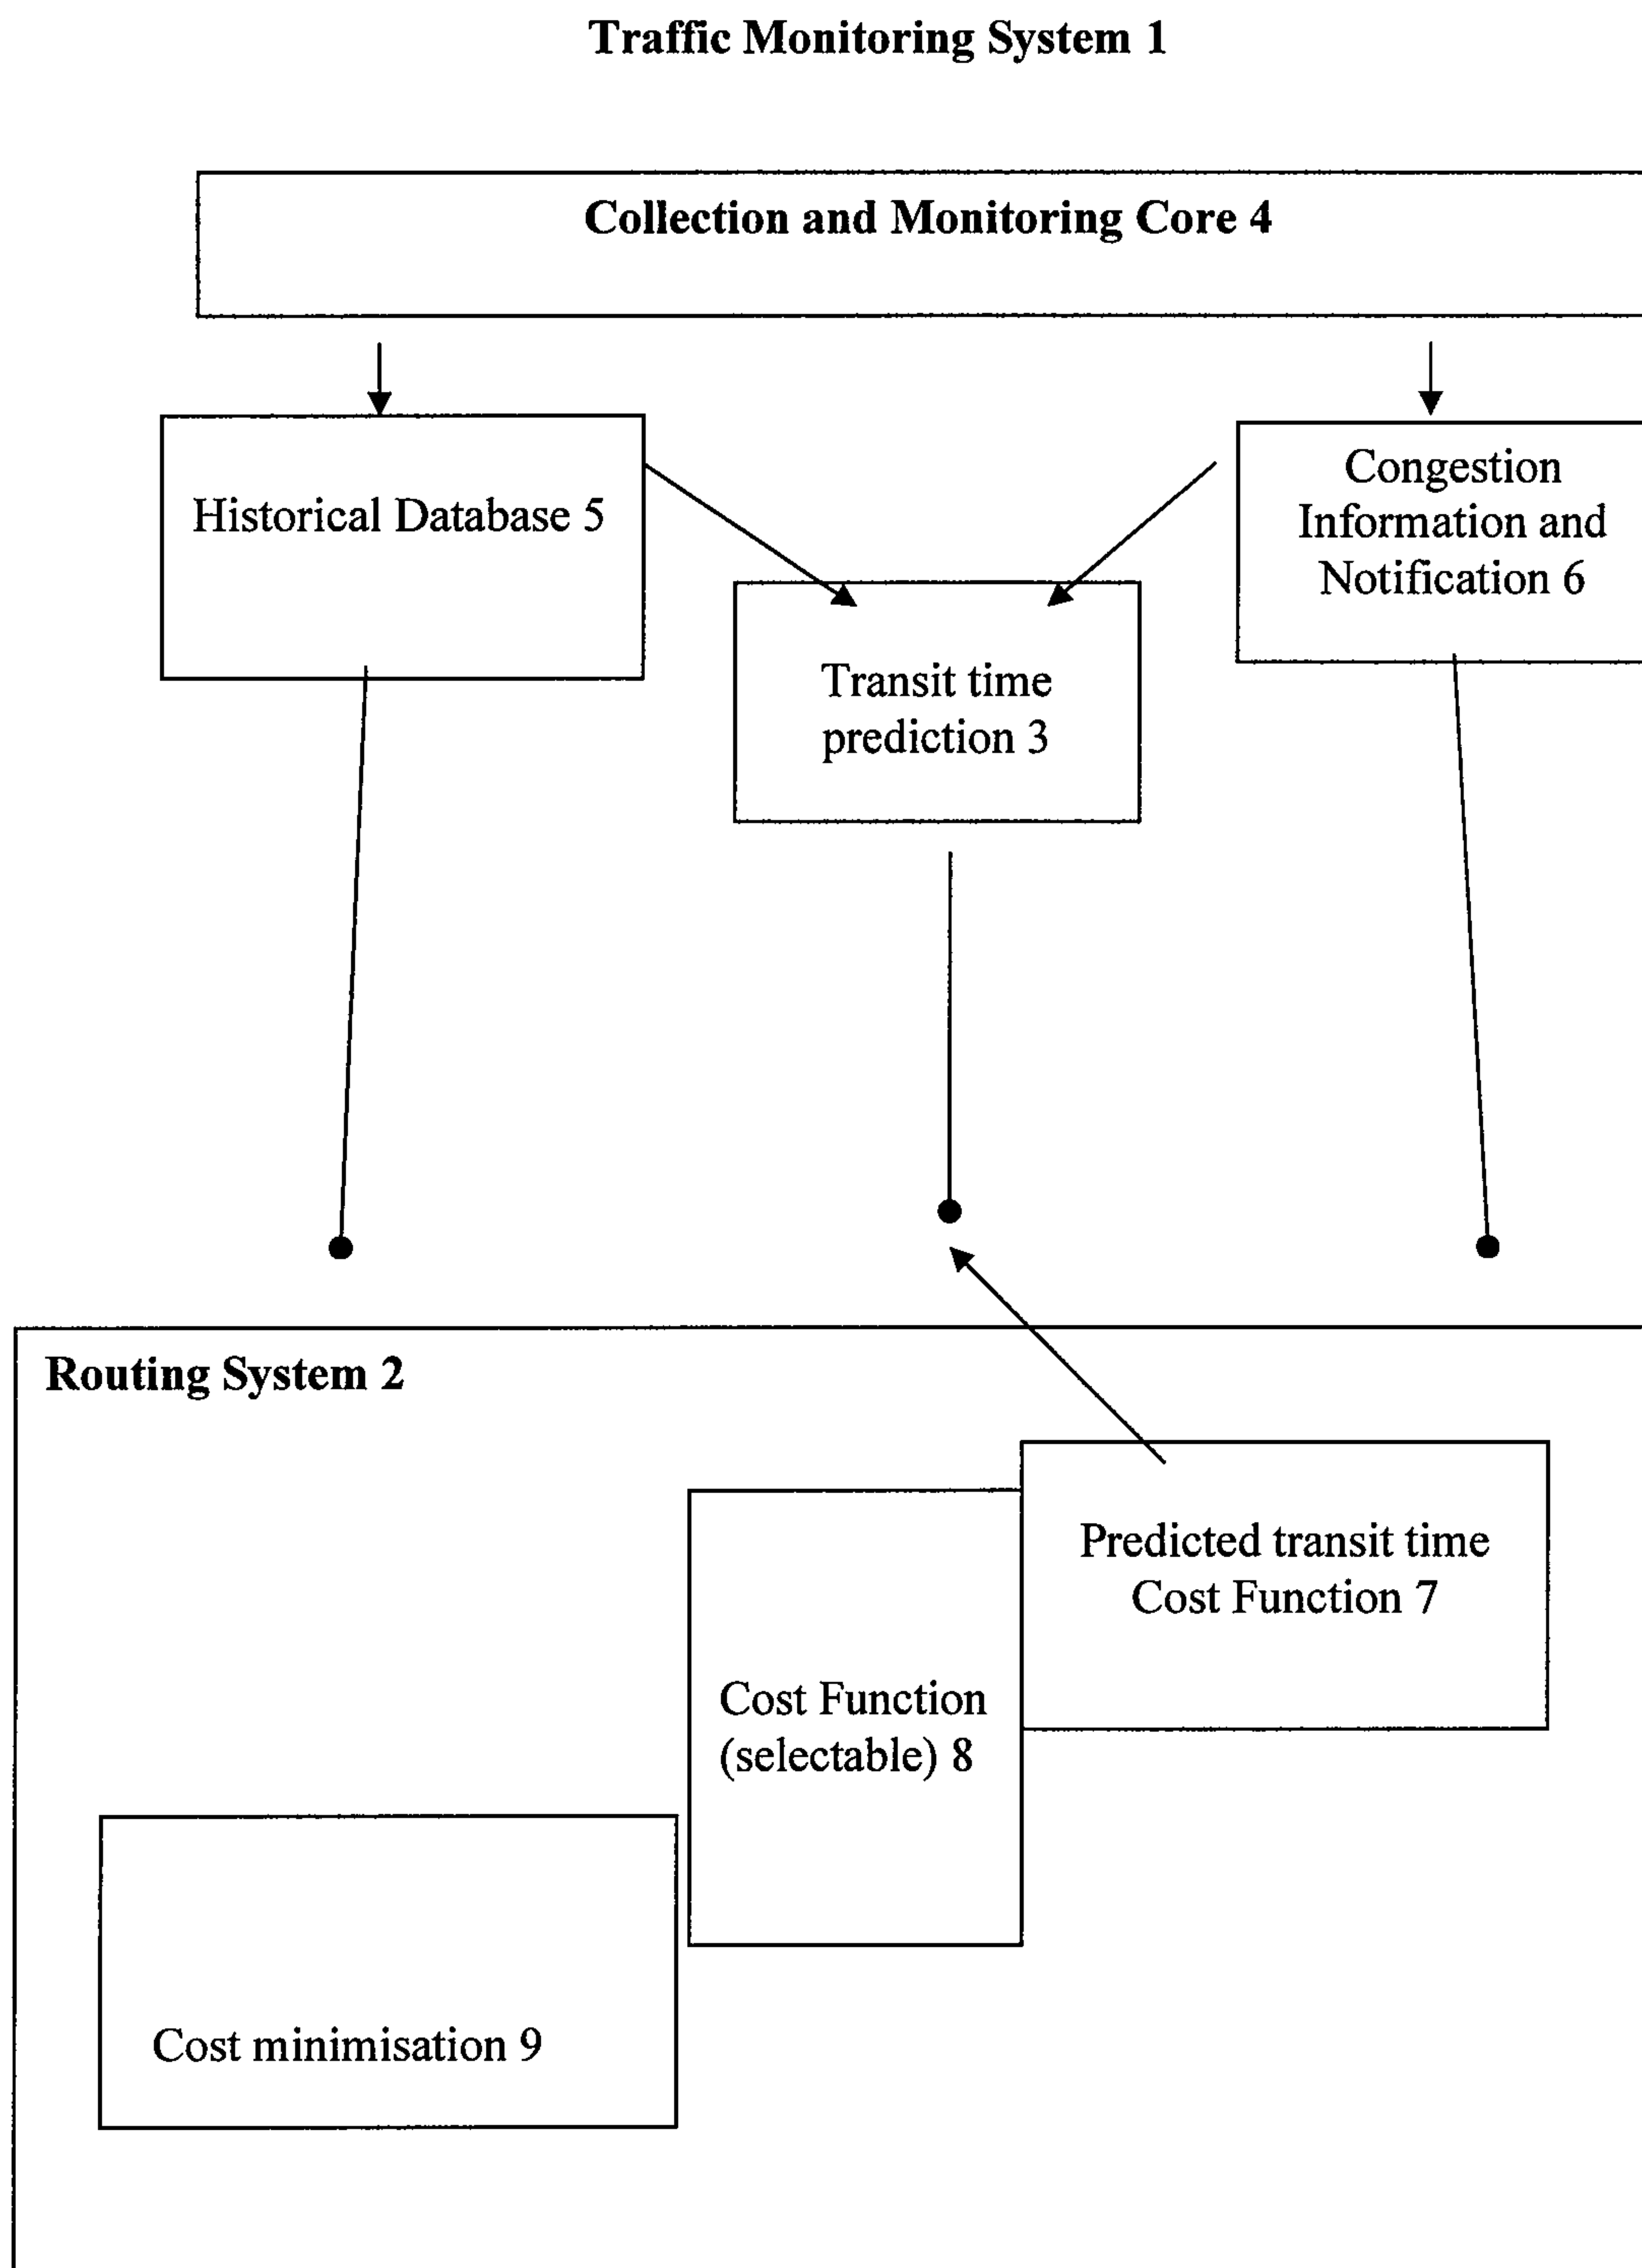 Traffic Monitoring System 1
Collection and Monitoring Core 4
Historical Database 5
Congestion
Information and
Notification 6
Transit time
prediction 3
Routing System 2
Predicted transit time
Cost Function 7
Cost Function
(selectable) 8
Cost minimisation 9